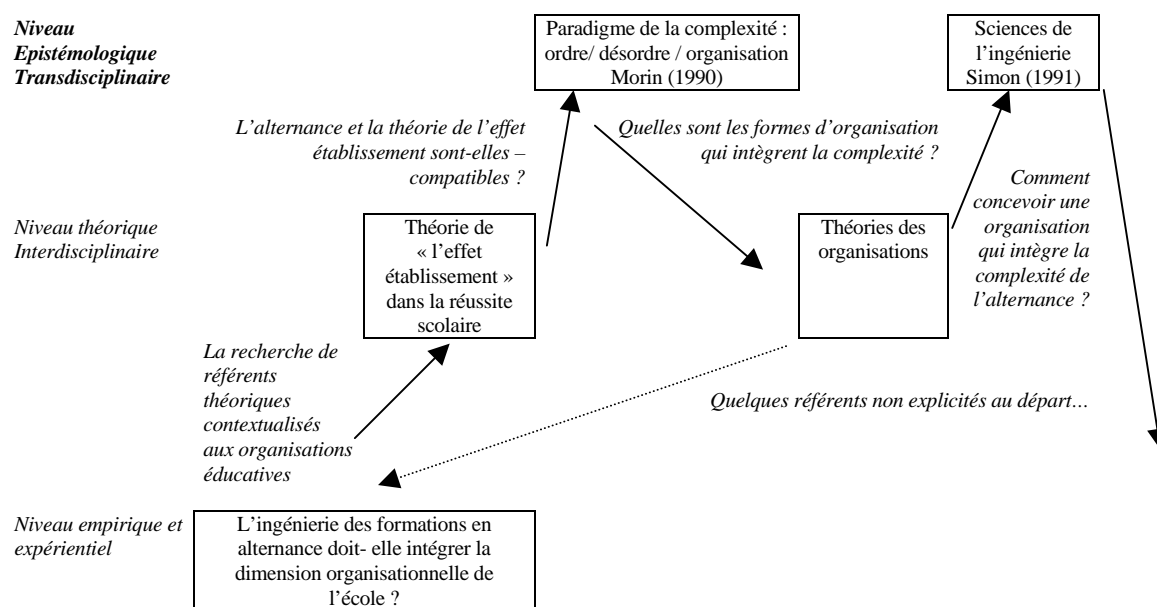 Niveau
Epistémologique
Transdisciplinaire
Paradigme de la complexité :
ordre/ désordre / organisation
Morin (1990)
Sciences de
l’ingénierie
Simon (1991)
L’alternance et la théorie de l’effet
établissement sont-elles –
compatibles ?
Quelles sont les formes d’organisation
qui intègrent la complexité ?
Comment
concevoir une
organisation
qui intègre la
complexité de
l’alternance ?
Niveau théorique
Interdisciplinaire
Théorie de
« l’effet
établissement »
dans la réussite
scolaire
Théories des
organisations
La recherche de
référents
théoriques
contextualisés
aux organisations
éducatives
Quelques référents non explicités au départ…
Niveau empirique et
expérientiel
L’ingénierie des formations en
alternance doit- elle intégrer la
dimension organisationnelle de
l’école ?